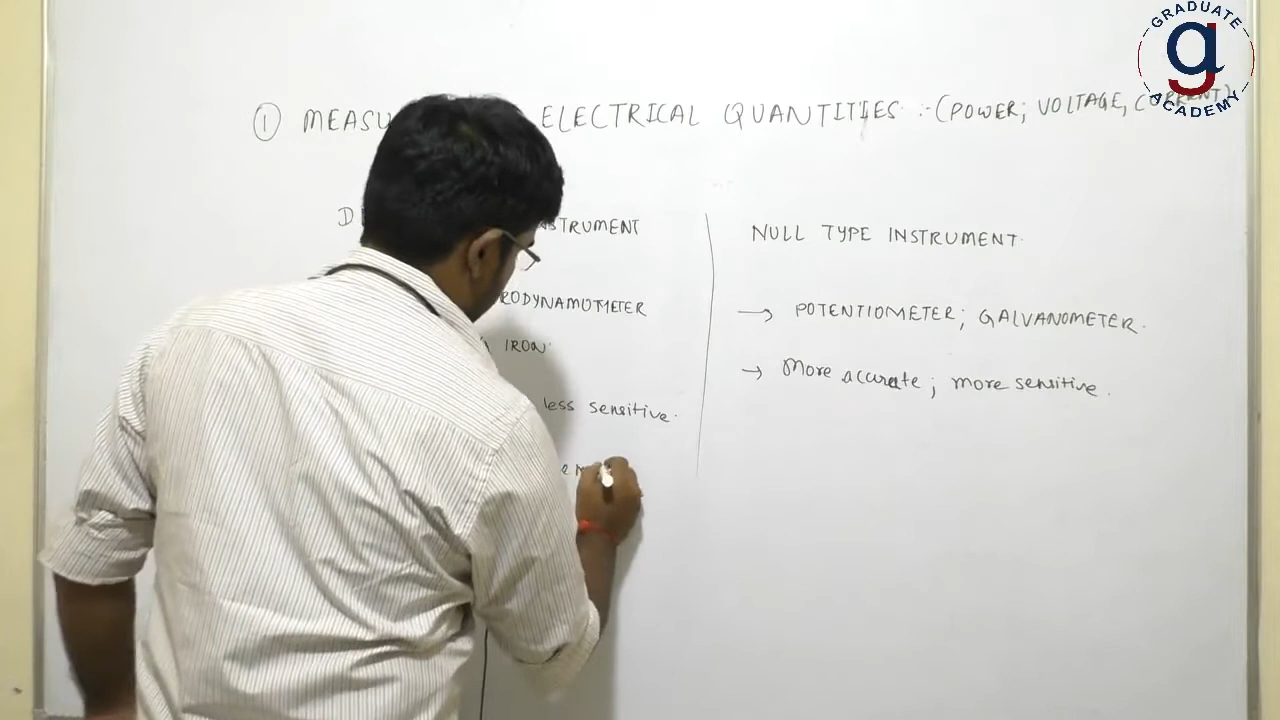 GRADUATE
ACADEMY
① MEASU ELECTRICAL QUANTITIES :- (POWER; VOLTAGE, CURRENT)
D STRUMENT
RODYNAMOMETER
IRON
less sensitive.
NULL TYPE INSTRUMENT.
→ POTENTIOMETER; GALVANOMETER.
→ More accurate; more sensitive.